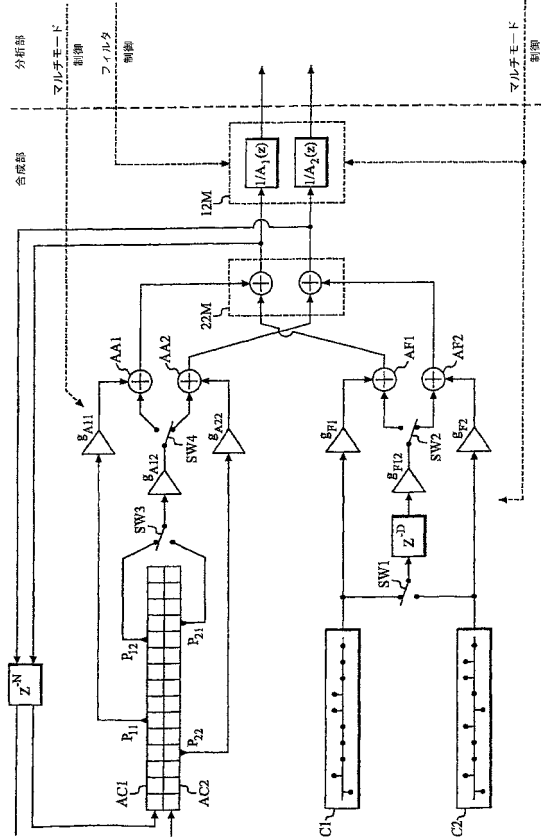 分析部
マルチモード
制御
フィルタ
制御
マルチモード
制御
合成部
12M
1/A₁(z)
1/A₂(z)
22M
AA1
AA2
AF1
AF2
gA11
gA12
gA22
SW4
SW3
gF1
gF12
gF2
SW2
Z⁻ᴰ
SW1
Z⁻ᴺ
P11
P12
P21
P22
AC1
AC2
C1
C2